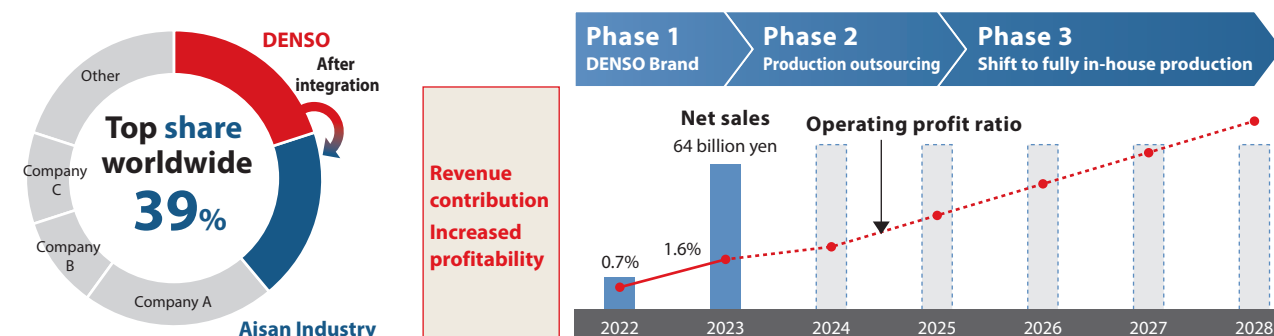 DENSO
After
integration
Other
Top share
worldwide
39%
Company
C
Company
B
Company A
Aisan Industry
Revenue
contribution
Increased
profitability
Phase 1
DENSO Brand
Phase 2
Production outsourcing
Phase 3
Shift to fully in-house production
Net sales
64 billion yen
Operating profit ratio
0.7%
1.6%
2022
2023
2024
2025
2026
2027
2028